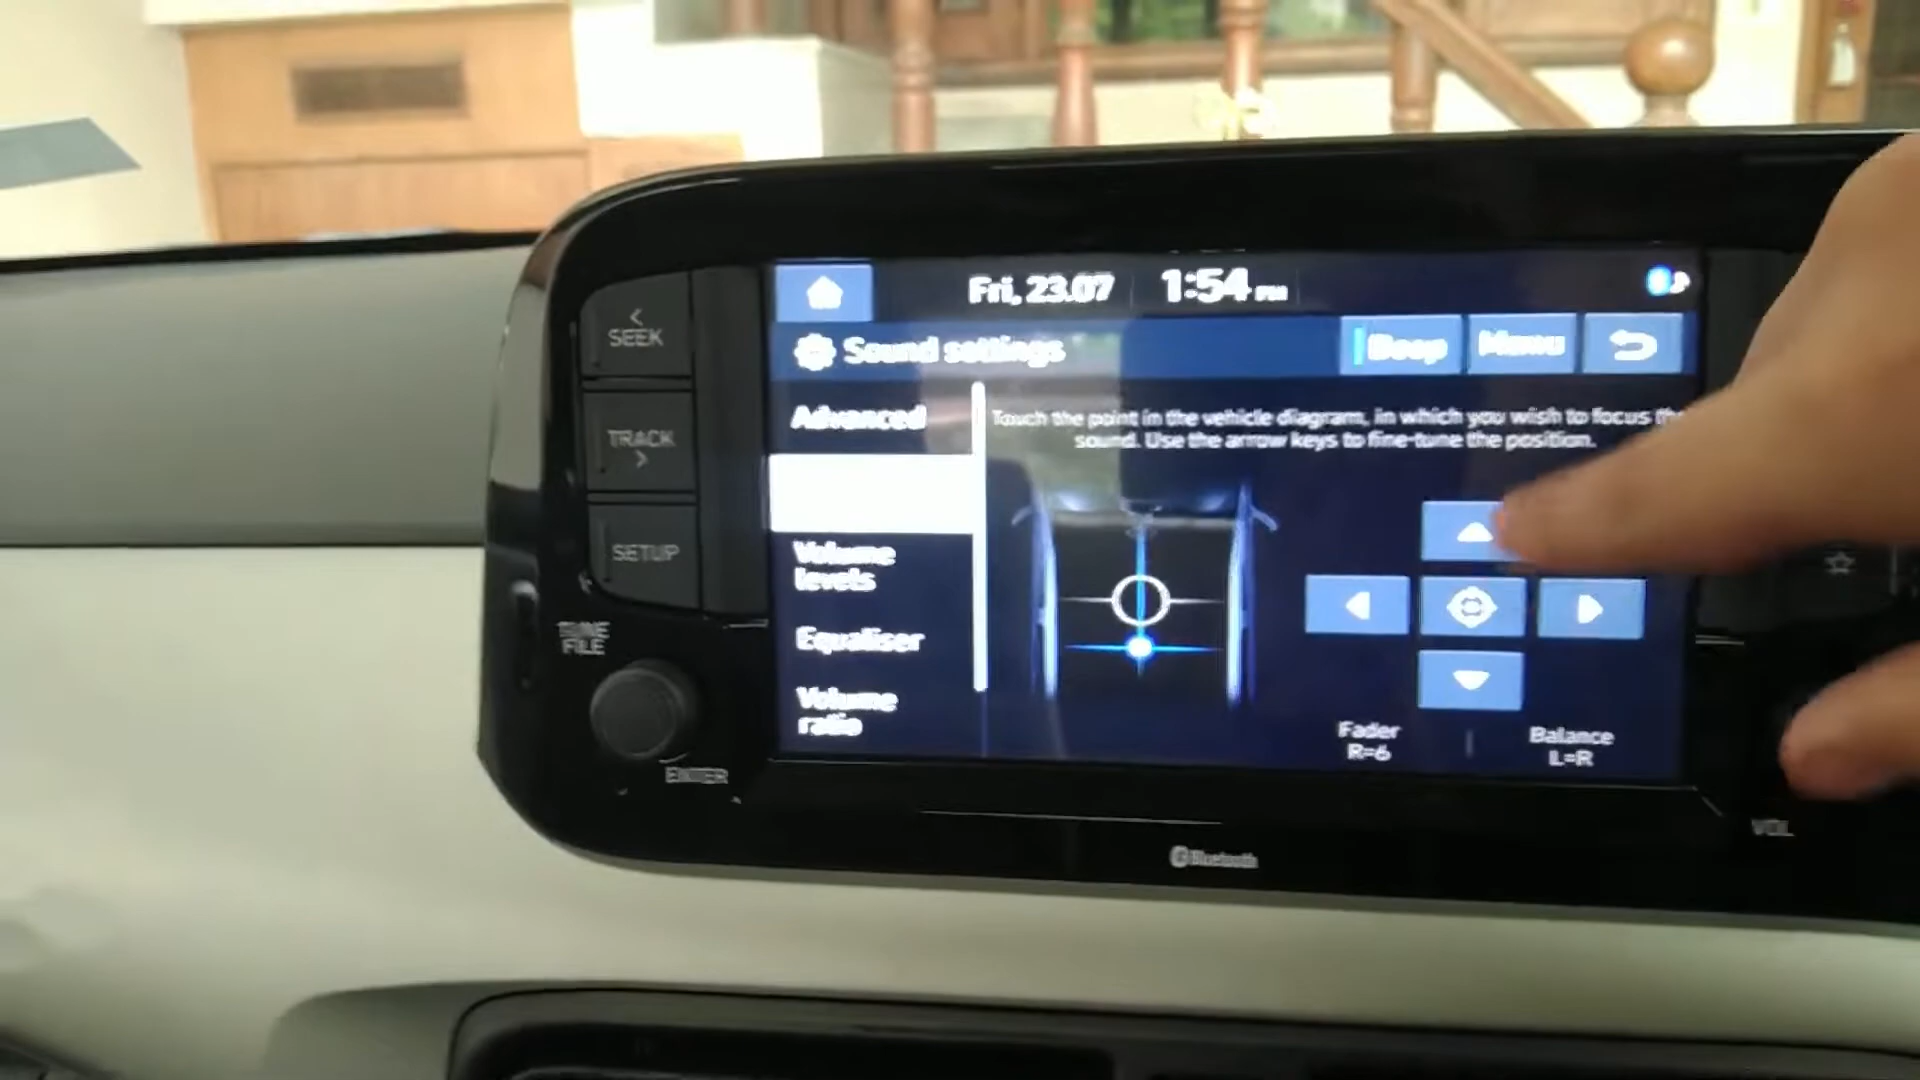 Fri, 23.07
1:54 PM
Sound settings
Beep
Menu
Advanced
Touch the point in the vehicle diagram, in which you wish to focus the
sound. Use the arrow keys to fine-tune the position.
Volume
levels
Equaliser
Volume
ratio
Fader
R=6
Balance
L=R
< SEEK
TRACK >
SETUP
TUNE
FILE
ENTER
VOL
Bluetooth